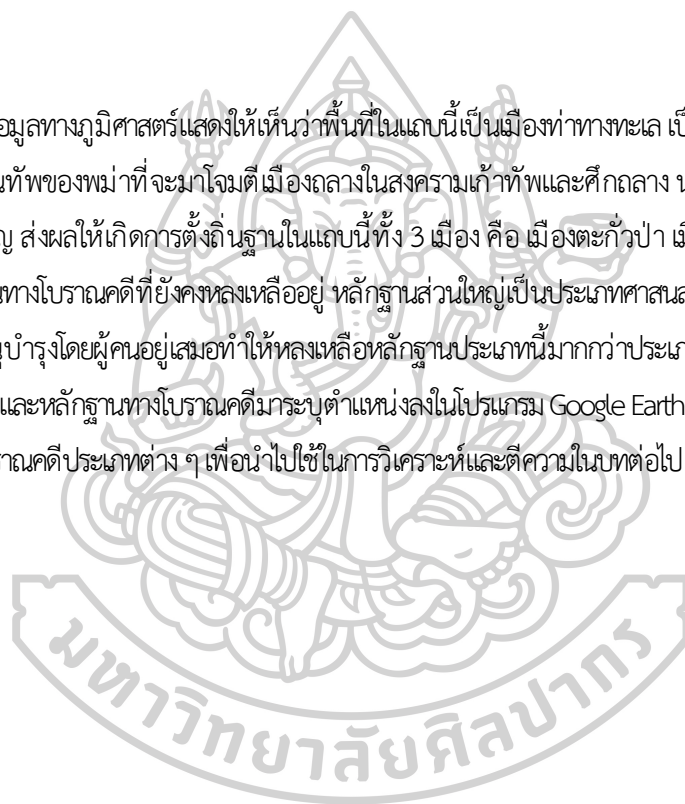 อมูลทางภูมิศาสตร์แสดงให้เห็นว่าพื้นที่ในแถบนี้เป็นเมืองท่าทางทะเล เป็
นทัพของพม่าที่จะมาโจมตีเมืองถลางในสงครามเก้าทัพและศึกถลาง น
ญ ส่งผลให้เกิดการตั้งถิ่นฐานในแถบนี้ทั้ง 3 เมือง คือ เมืองตะกั่วป่า เมื
นทางโบราณคดีที่ยังคงหลงเหลืออยู่ หลักฐานส่วนใหญ่เป็นประเภทศาสนส
ุบำรุงโดยผู้คนอยู่เสมอทำให้หลงเหลือหลักฐานประเภทนี้มากกว่าประเภ
และหลักฐานทางโบราณคดีมาระบุตำแหน่งลงในโปรแกรม Google Earth
ราณคดีประเภทต่าง ๆ เพื่อนำไปใช้ในการวิเคราะห์และตีความในบทต่อไป
มหาวิทยาลัยศิลปากร